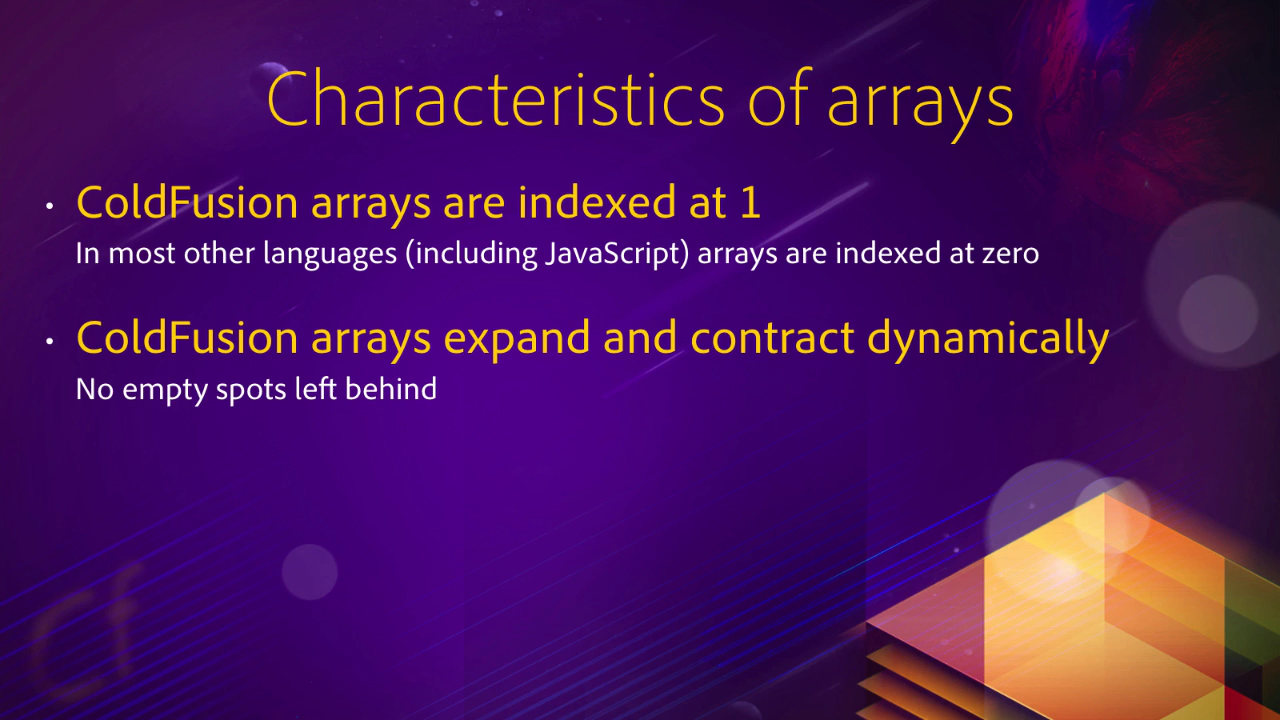 Characteristics of arrays
• ColdFusion arrays are indexed at 1
In most other languages (including JavaScript) arrays are indexed at zero
• ColdFusion arrays expand and contract dynamically
No empty spots left behind
Cf